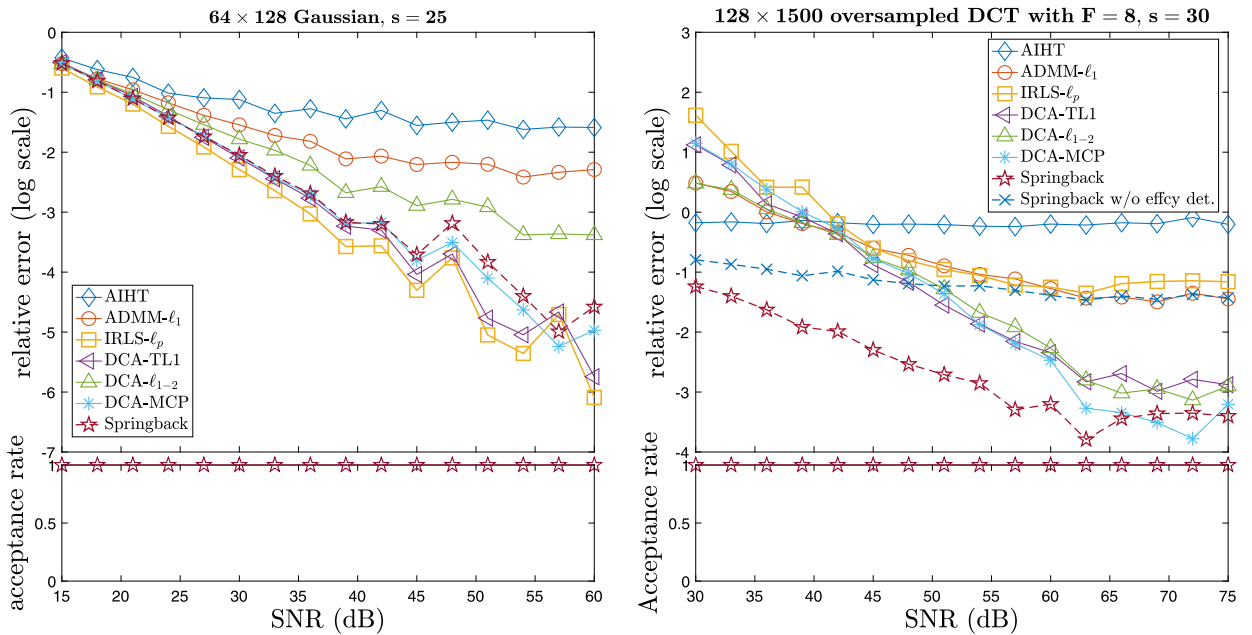 64 × 128 Gaussian, s = 25
relative error (log scale)
0
-1
-2
-3
-4
-5
-6
-7
AIHT
ADMM-ℓ₁
IRLS-ℓₚ
DCA-TL1
DCA-ℓ₁₋₂
DCA-MCP
Springback
acceptance rate
1
0.5
0
15 20 25 30 35 40 45 50 55 60
SNR (dB)
128 × 1500 oversampled DCT with F = 8, s = 30
relative error (log scale)
3
2
1
0
-1
-2
-3
-4
AIHT
ADMM-ℓ₁
IRLS-ℓₚ
DCA-TL1
DCA-ℓ₁₋₂
DCA-MCP
Springback
Springback w/o effcy det.
Acceptance rate
1
0.5
0
30 35 40 45 50 55 60 65 70 75
SNR (dB)